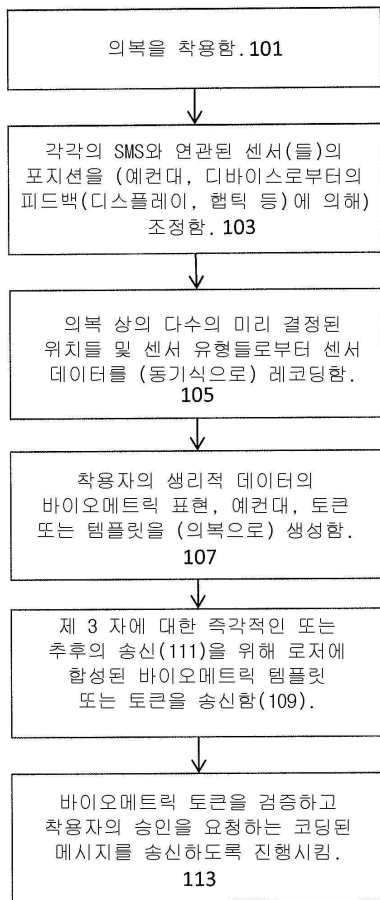 의복을 착용함. 101
각각의 SMS와 연관된 센서(들)의
포지션을 (예컨대, 디바이스로부터의
피드백(디스플레이, 햅틱 등)에 의해)
조정함. 103
의복 상의 다수의 미리 결정된
위치들 및 센서 유형들로부터 센서
데이터를 (동기식으로) 레코딩함.
105
착용자의 생리적 데이터의
바이오메트릭 표현, 예컨대, 토큰
또는 템플릿을 (의복으로) 생성함.
107
제 3 자에 대한 즉각적인 또는
추후의 송신(111)을 위해 로저에
합성된 바이오메트릭 템플릿
또는 토큰을 송신함(109).
바이오메트릭 토큰을 검증하고
착용자의 승인을 요청하는 코딩된
메시지를 송신하도록 진행시킴.
113